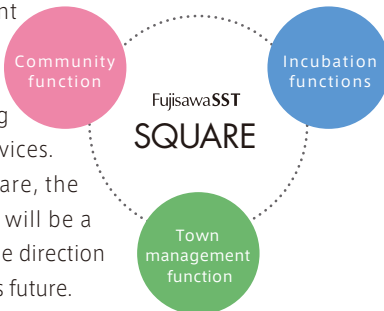 Community
function
Incubation
functions
FujisawaSST
SQUARE
Town
management
function
vices.
are, the
will be a
e direction
s future.